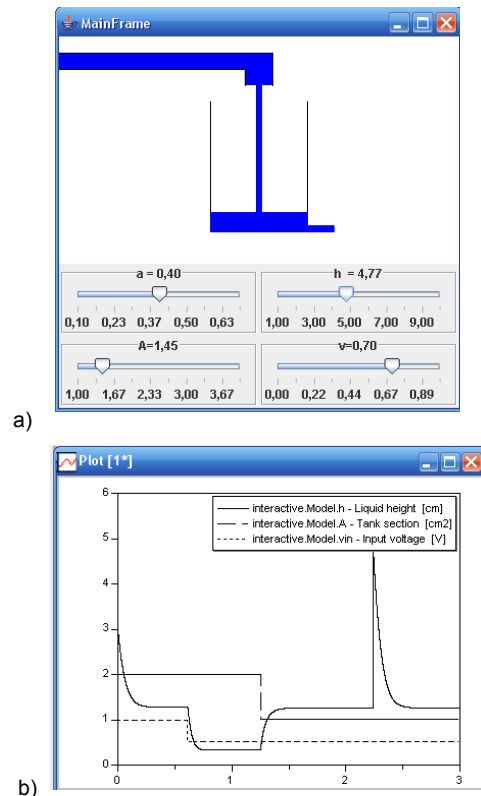 MainFrame
a = 0,40
h = 4,77
0,10 0,23 0,37 0,50 0,63
1,00 3,00 5,00 7,00 9,00
A=1,45
v=0,70
1,00 1,67 2,33 3,00 3,67
0,00 0,22 0,44 0,67 0,89
a)
Plot [1*]
interactive.Model.h - Liquid height [cm]
interactive.Model.A - Tank section [cm2]
interactive.Model.vin - Input voltage [V]
6
5
4
3
2
1
0
0 1 2 3
b)